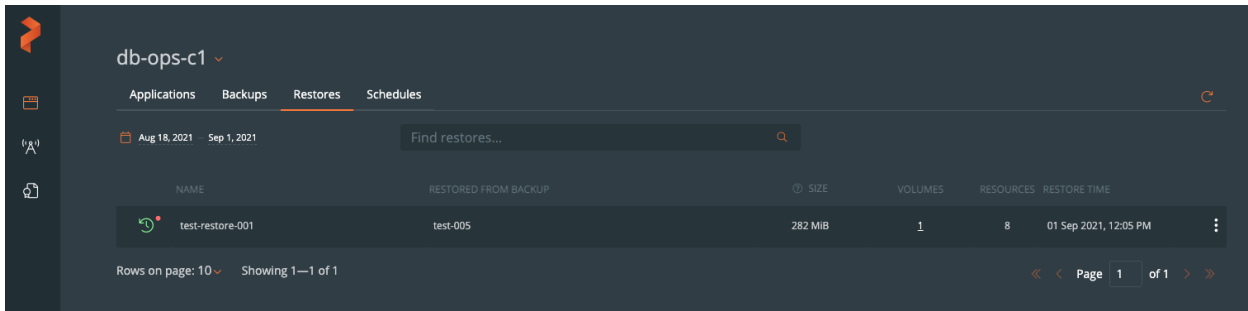 db-ops-c1
Applications Backups Restores Schedules
Aug 18, 2021 – Sep 1, 2021 Find restores...
NAME RESTORED FROM BACKUP SIZE VOLUMES RESOURCES RESTORE TIME
test-restore-001 test-005 282 MiB 1 8 01 Sep 2021, 12:05 PM
Rows on page: 10 Showing 1—1 of 1 Page 1 of 1